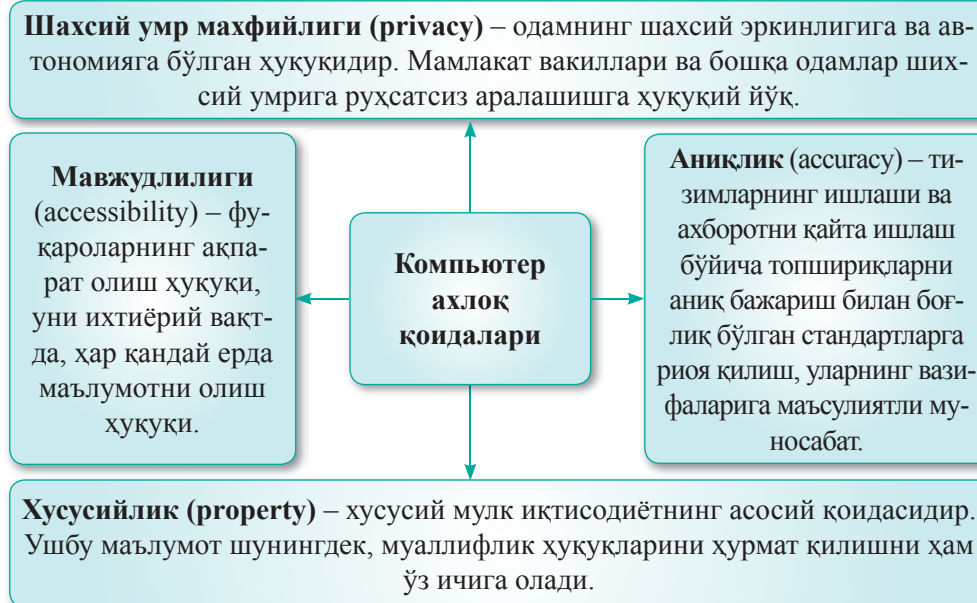 Шахсий умр махфийлиги (privacy) – одамнинг шахсий эркинлигига ва ав-
тономияга бўлган ҳуқуқидир. Мамлакат вакиллари ва бошқа одамлар ших-
сий умрига руҳсатсиз аралашишга ҳуқуқий йўқ.
Мавжудлилиги
(accessibility) – фу-
қароларнинг ақпа-
рат олиш ҳуқуқи,
уни ихтиёрий вақт-
да, ҳар қандай ерда
маълумотни олиш
ҳуқуқи.
Компьютер
ахлоқ
қоидалари
Аниқлик (accuracy) – ти-
зимларнинг ишлаши ва
ахборотни қайта ишлаш
бўйича топшириқларни
аниқ бажариш билан боғ-
лиқ бўлган стандартларга
риоя қилиш, уларнинг вази-
фаларига маъсулиятли му-
носабат.
Хусусийлик (property) – хусусий мулк иқтисодиётнинг асосий қоидасидир.
Ушбу маълумот шунингдек, муаллифлик ҳуқуқларини ҳурмат қилишни ҳам
ўз ичига олади.